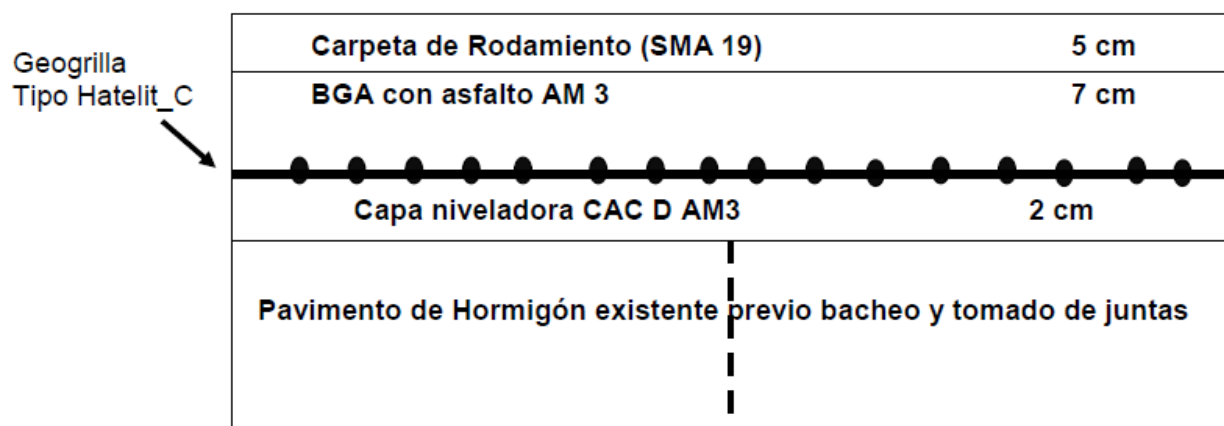 Geogrilla
Tipo Hatelit_C
Carpeta de Rodamiento (SMA 19) 5 cm
BGA con asfalto AM 3 7 cm
Capa niveladora CAC D AM3 2 cm
Pavimento de Hormigón existente previo bacheo y tomado de juntas